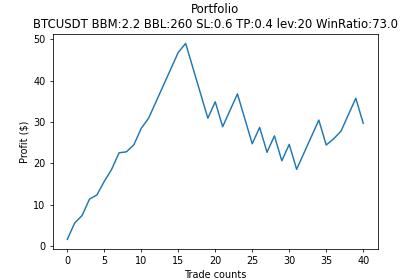 Portfolio
BTCUSDT BBM:2.2 BBL:260 SL:0.6 TP:0.4 lev:20 WinRatio:73.0
50
40
30
20
10
0
Profit ($)
0 5 10 15 20 25 30 35 40
Trade counts